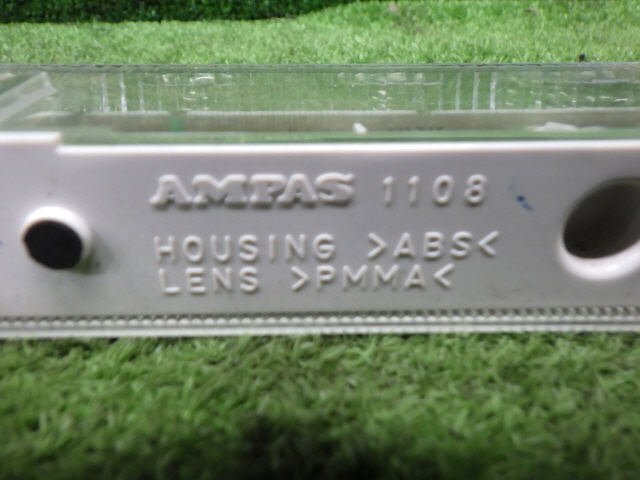 AMPAS 1108
HOUSING >ABS<
LENS >PMMA<